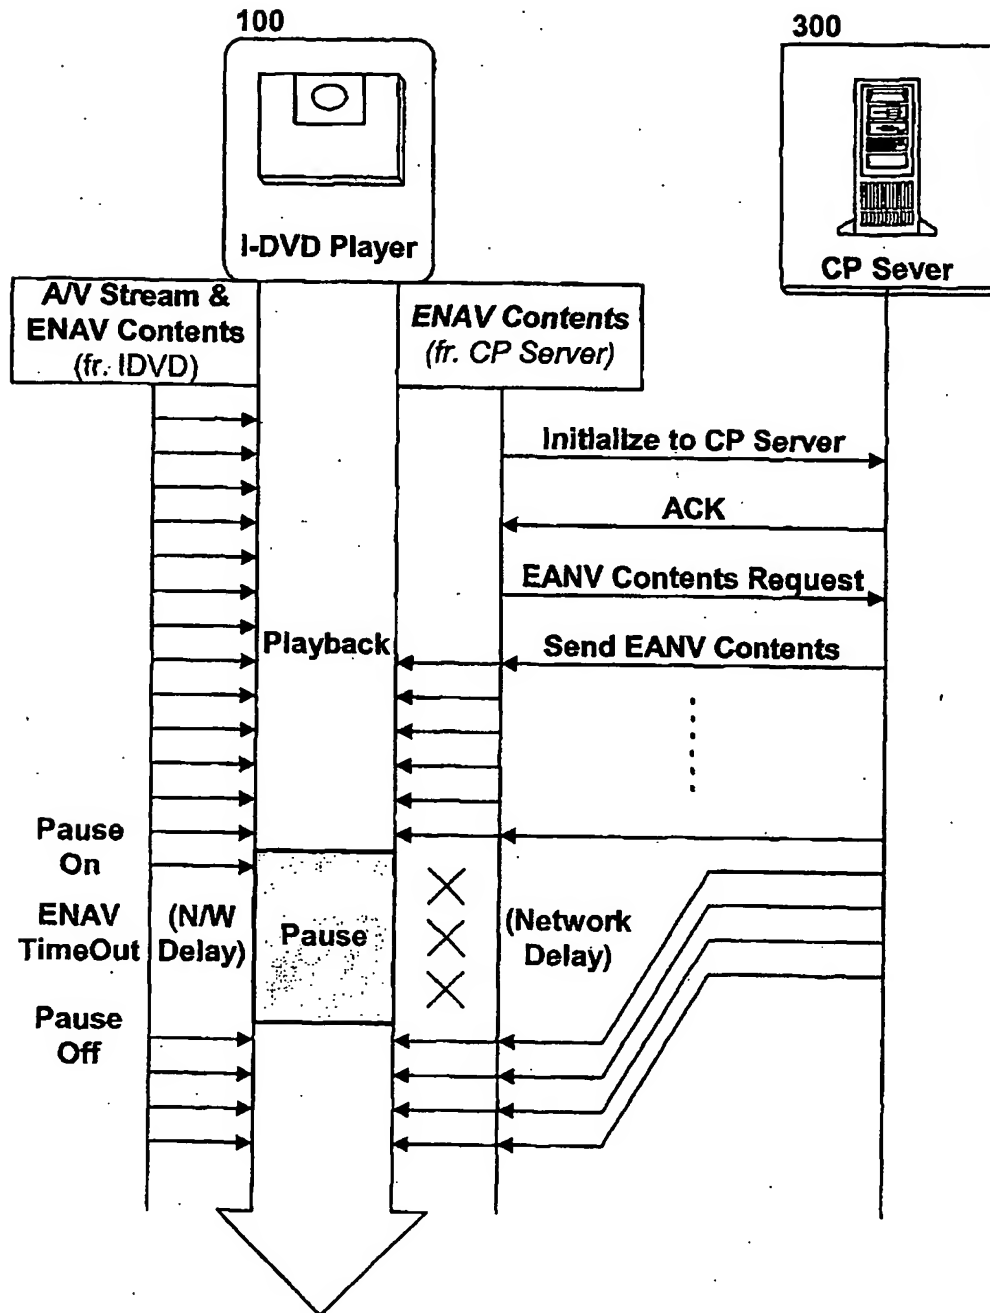 100
300
I-DVD Player
CP Sever
A/V Stream &
ENAV Contents
(fr. IDVD)
ENAV Contents
(fr. CP Server)
Initialize to CP Server
ACK
EANV Contents Request
Playback
Send EANV Contents
Pause
On
ENAV
TimeOut
(N/W
Delay)
Pause
(Network
Delay)
Pause
Off